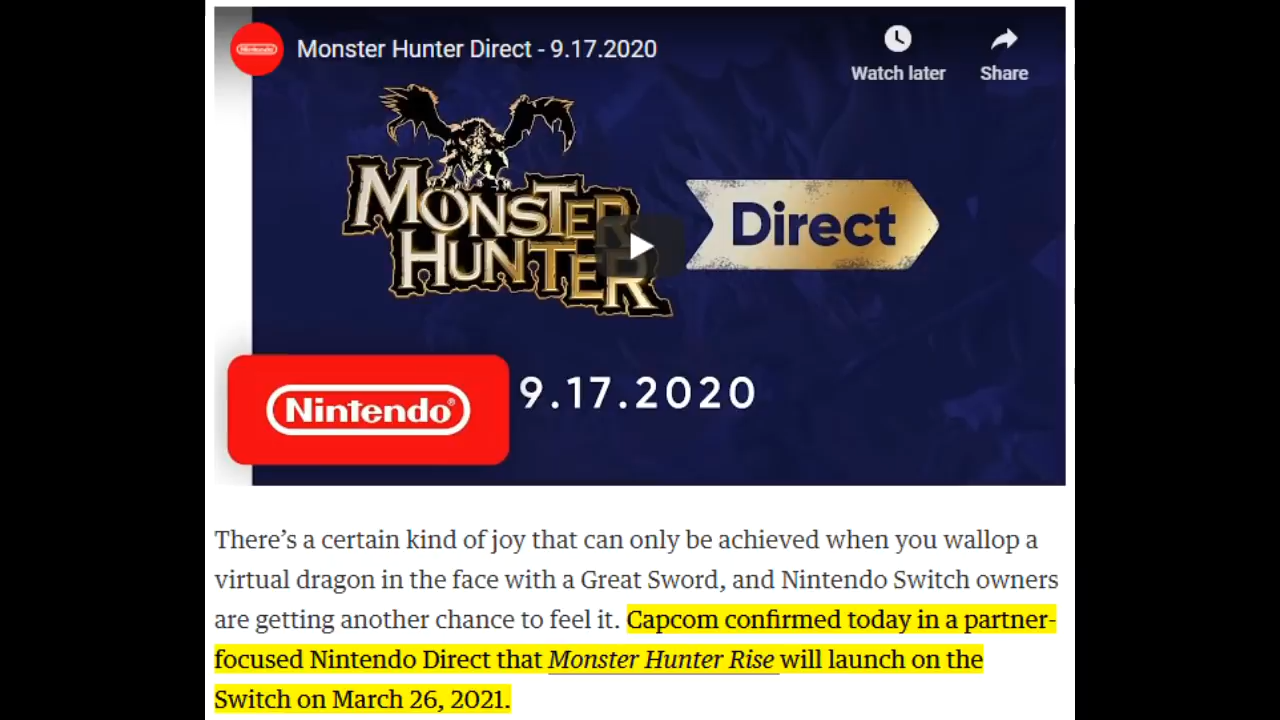 Nintendo
Monster Hunter Direct - 9.17.2020
Watch later
Share
MONSTER
HUNTER
Direct
9.17.2020
Nintendo®
There’s a certain kind of joy that can only be achieved when you wallop a
virtual dragon in the face with a Great Sword, and Nintendo Switch owners
are getting another chance to feel it. Capcom confirmed today in a partner-
focused Nintendo Direct that Monster Hunter Rise will launch on the
Switch on March 26, 2021.